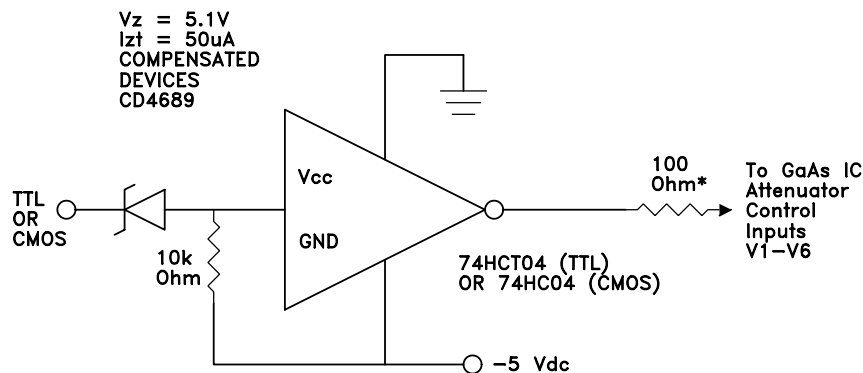 Vz = 5.1V
Izt = 50uA
COMPENSATED
DEVICES
CD4689
TTL
OR
CMOS
10k
Ohm
Vcc
GND
74HCT04 (TTL)
OR 74HC04 (CMOS)
-5 Vdc
100
Ohm*
To GaAs IC
Attenuator
Control
Inputs
V1-V6